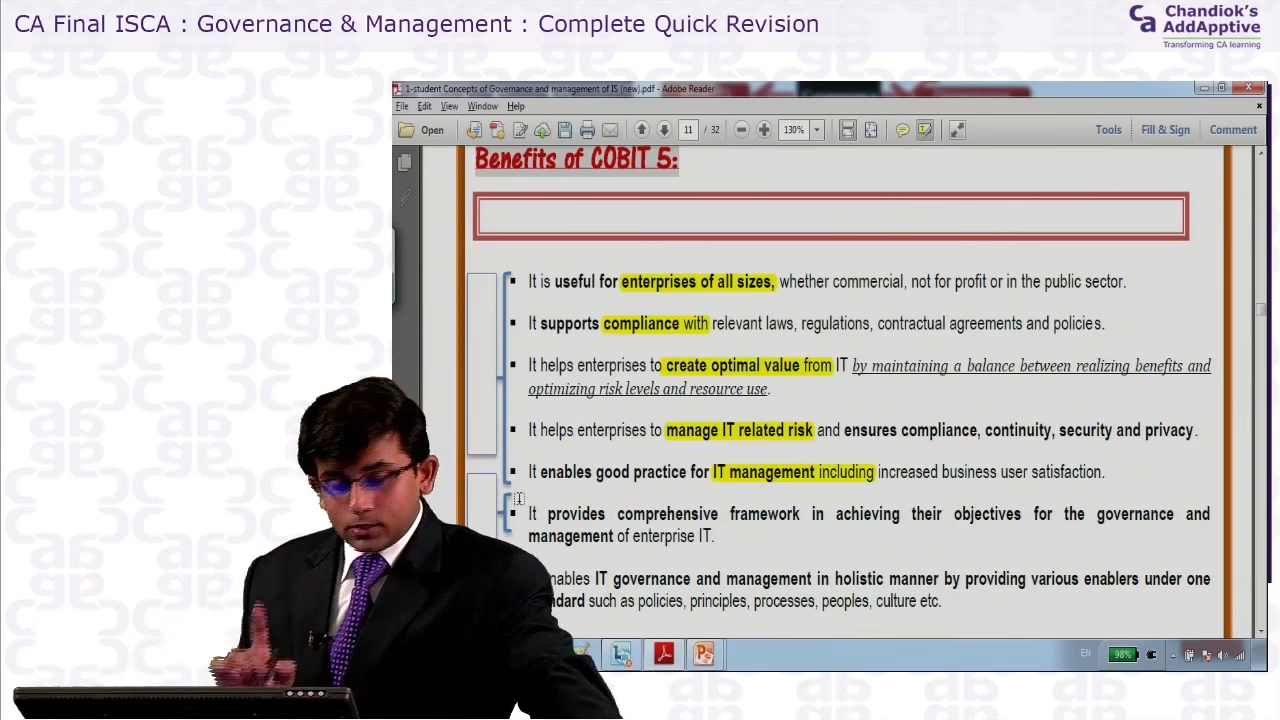 CA Final ISCA : Governance & Management : Complete Quick Revision
Chandiok's
AddApptive
Transforming CA learning
1-student Concepts of Governance and management of IS (new).pdf - Adobe Reader
File Edit View Window Help
Open 11 / 32 130% Tools Fill & Sign Comment
Benefits of COBIT 5:
It is useful for enterprises of all sizes, whether commercial, not for profit or in the public sector.
It supports compliance with relevant laws, regulations, contractual agreements and policies.
It helps enterprises to create optimal value from IT by maintaining a balance between realizing benefits and
optimizing risk levels and resource use.
It helps enterprises to manage IT related risk and ensures compliance, continuity, security and privacy.
It enables good practice for IT management including increased business user satisfaction.
It provides comprehensive framework in achieving their objectives for the governance and
management of enterprise IT.
IT governance and management in holistic manner by providing various enablers under one
such as policies, principles, processes, peoples, culture etc.
EN 98%